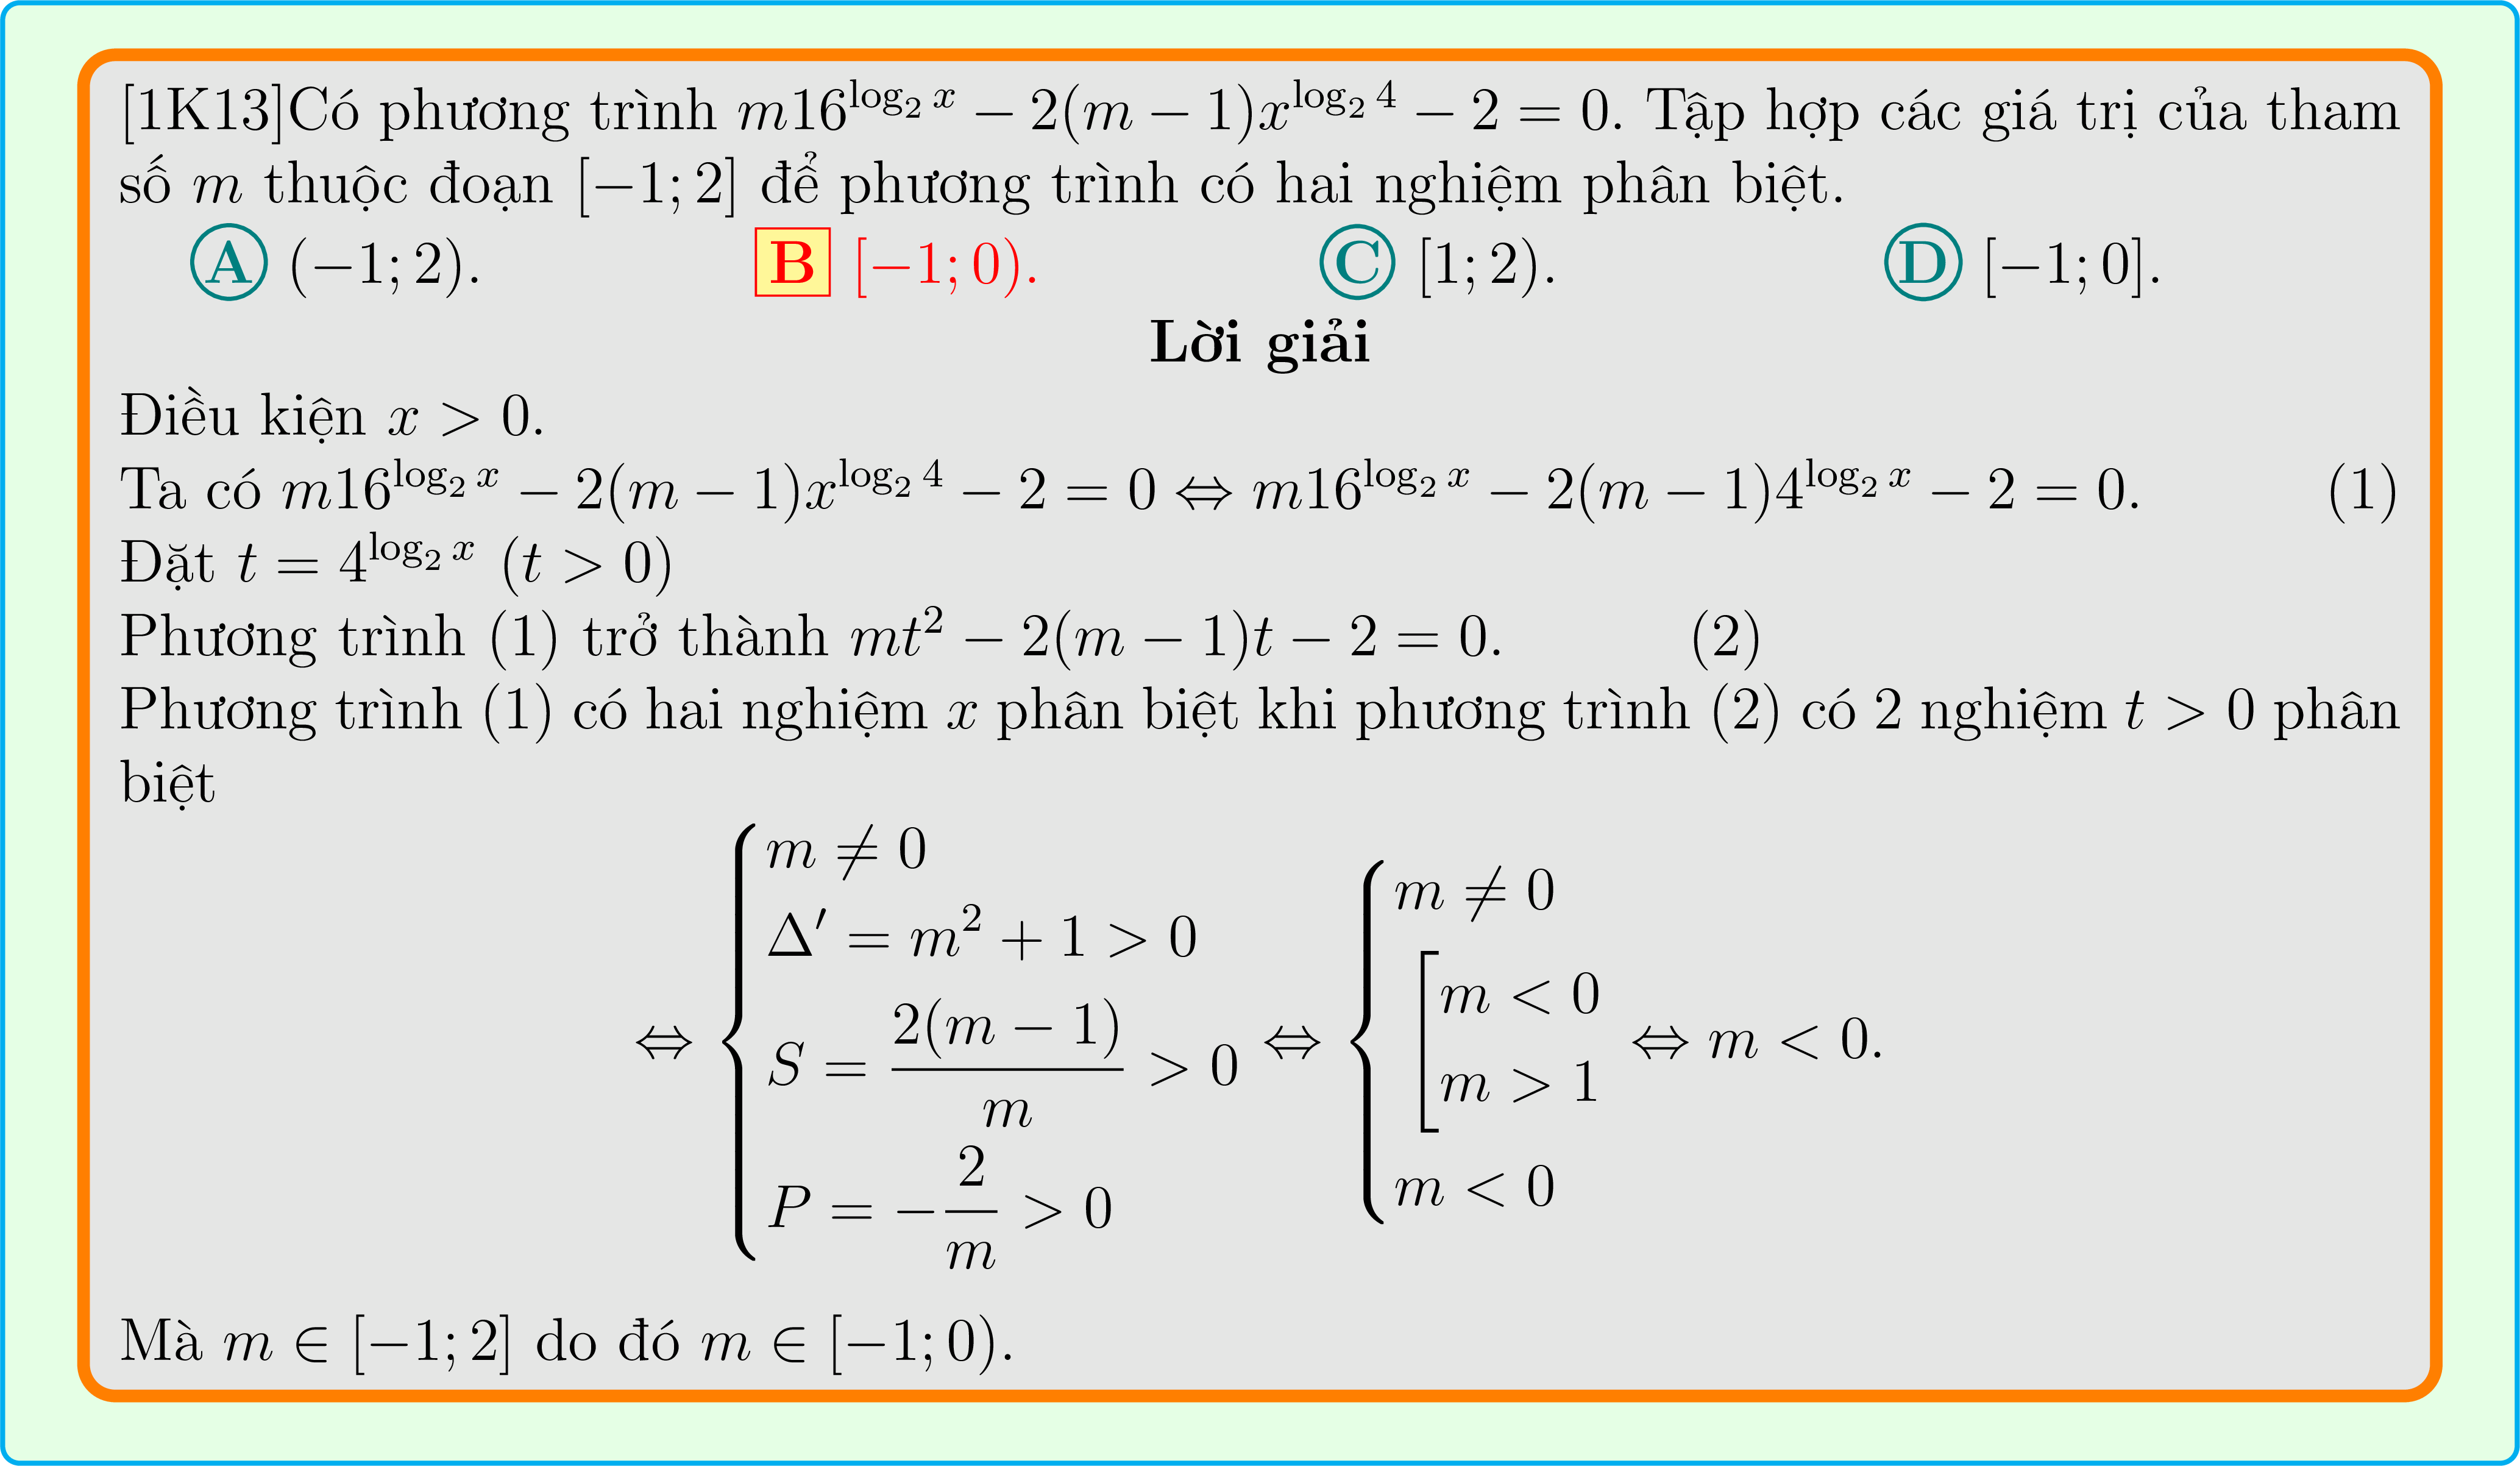 [1K13]Có phương trình $m16^{\log_2 x} - 2(m-1)x^{\log_2 4} - 2 = 0$. Tập hợp các giá trị của tham
số $m$ thuộc đoạn $[-1; 2]$ để phương trình có hai nghiệm phân biệt.
A $(-1; 2)$. B $[-1; 0)$. C $[1; 2)$. D $[-1; 0]$.
Lời giải
Điều kiện $x > 0$.
Ta có $m16^{\log_2 x} - 2(m-1)x^{\log_2 4} - 2 = 0 \Leftrightarrow m16^{\log_2 x} - 2(m-1)4^{\log_2 x} - 2 = 0$. (1)
Đặt $t = 4^{\log_2 x}$ $(t > 0)$
Phương trình (1) trở thành $mt^2 - 2(m-1)t - 2 = 0$. (2)
Phương trình (1) có hai nghiệm $x$ phân biệt khi phương trình (2) có 2 nghiệm $t > 0$ phân
biệt
$\Leftrightarrow \begin{cases} m \neq 0 \\ \Delta' = m^2 + 1 > 0 \\ S = \dfrac{2(m-1)}{m} > 0 \\ P = -\dfrac{2}{m} > 0 \end{cases} \Leftrightarrow \begin{cases} m \neq 0 \\ \left[\begin{array}{l} m < 0 \\ m > 1 \end{array}\right. \\ m < 0 \end{cases} \Leftrightarrow m < 0.$
Mà $m \in [-1; 2]$ do đó $m \in [-1; 0)$.